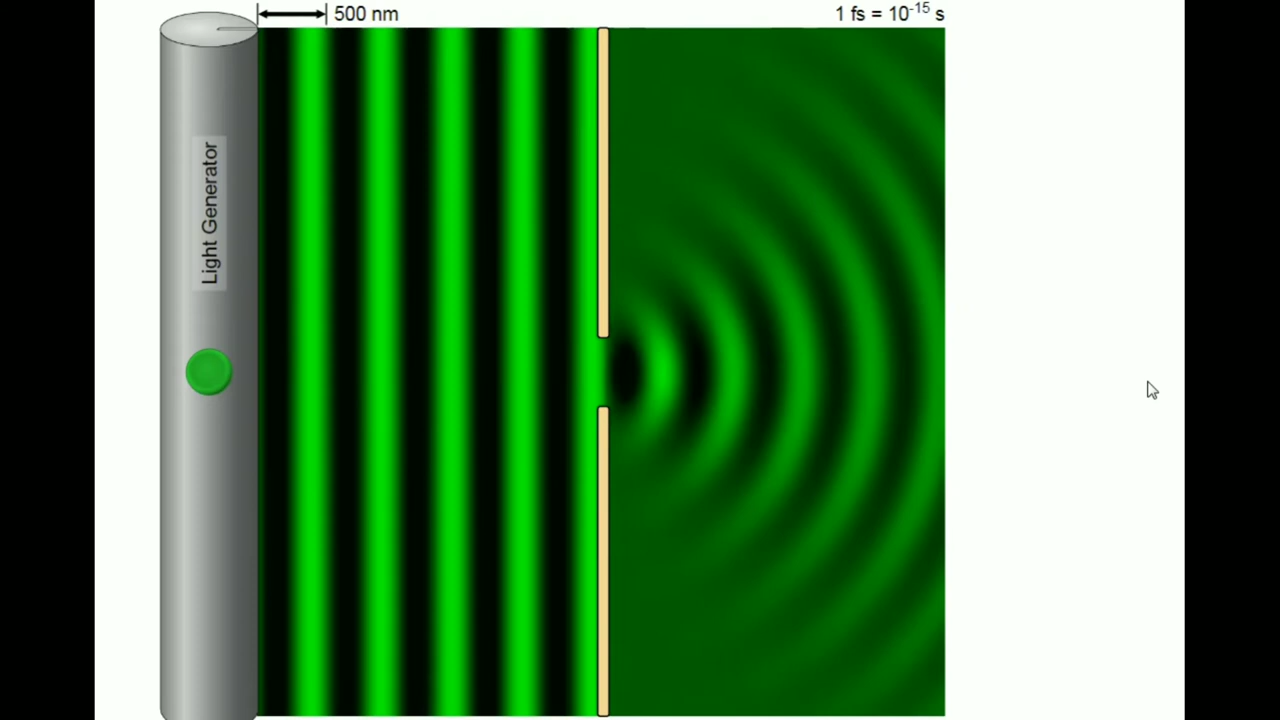 500 nm
1 fs = 10⁻¹⁵ s
Light Generator